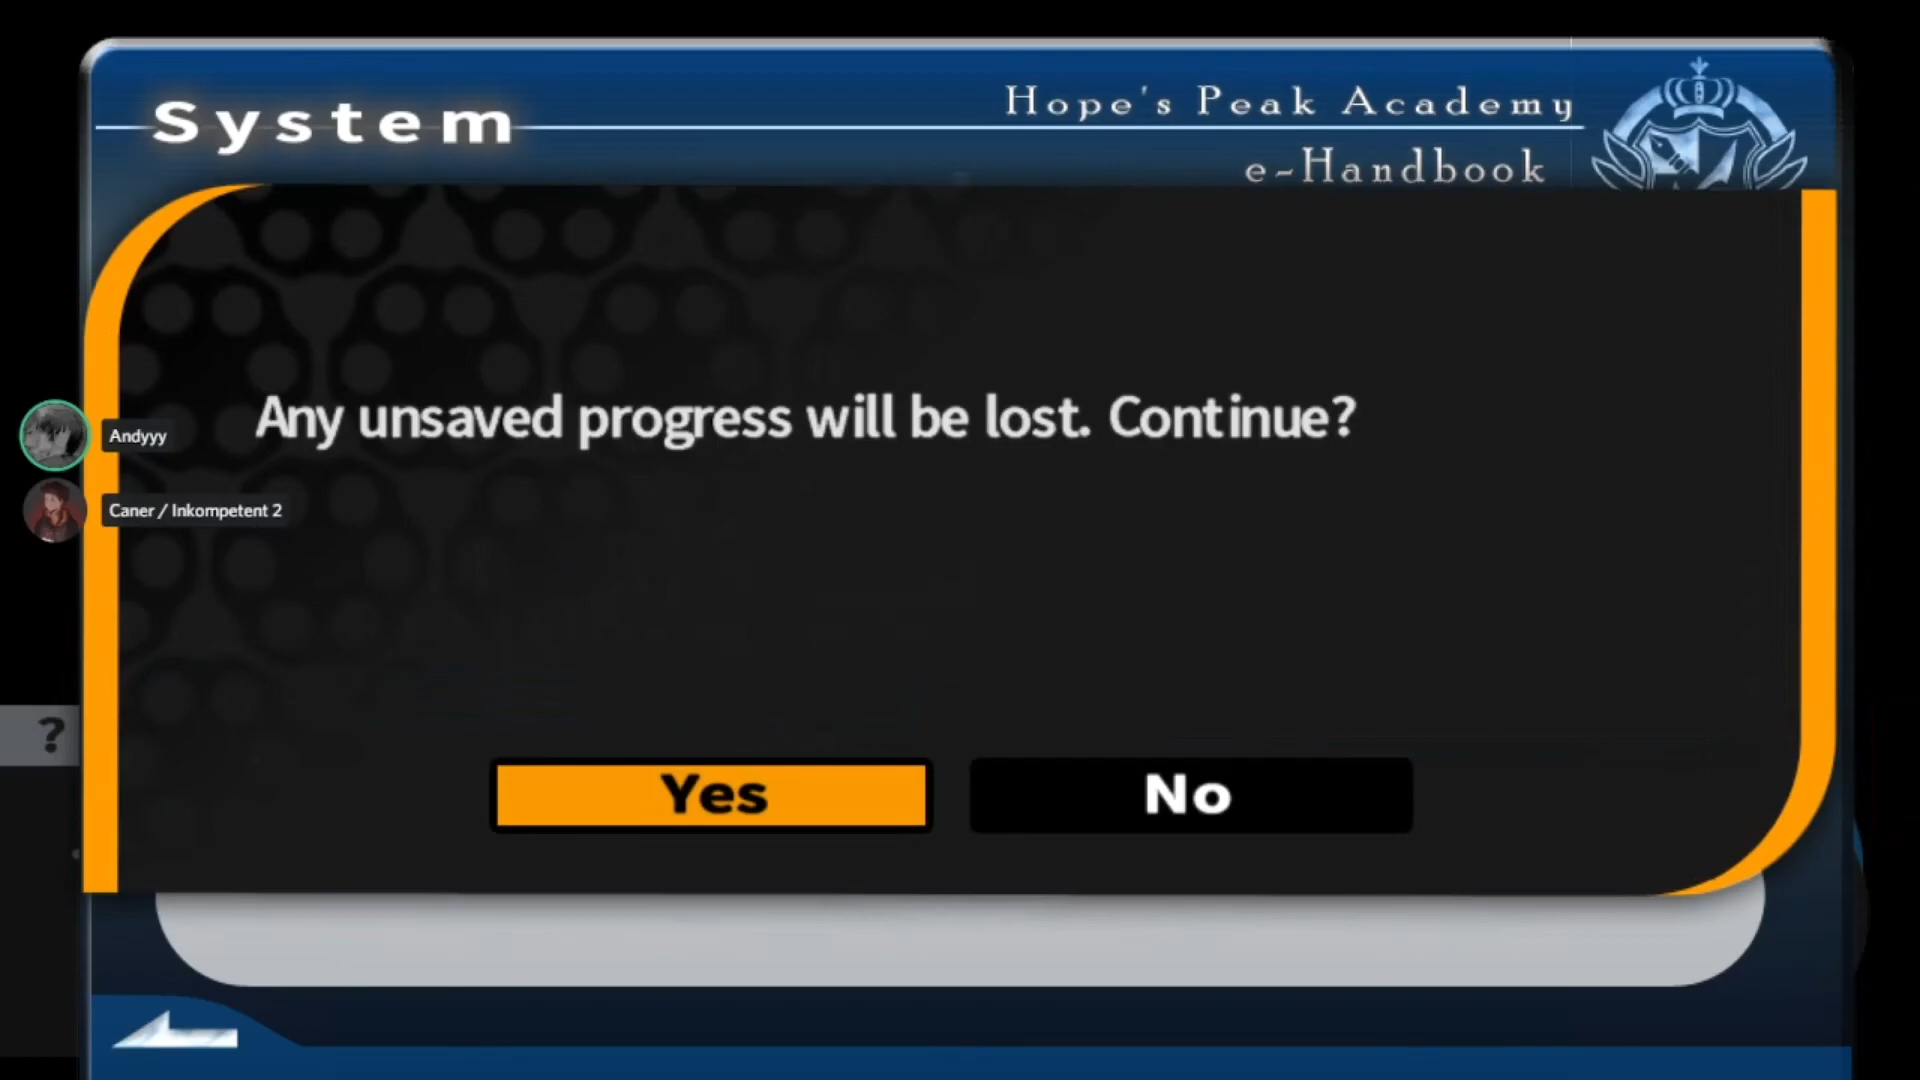 System
Hope's Peak Academy
e-Handbook
Any unsaved progress will be lost. Continue?
Andyyy
Caner / Inkompetent 2
?
Yes
No